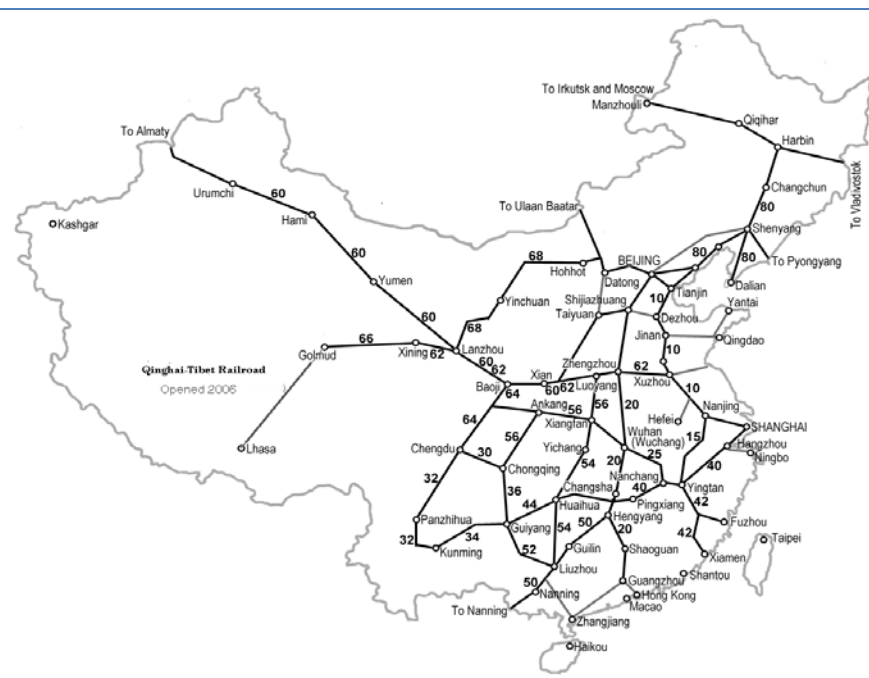 To Irkutsk and Moscow
Manzhouli
Qiqihar
Harbin
To Almaty
To Vladivostok
Changchun
Urumchi
60
80
To Ulaan Baatar
Kashgar
Hami
Shenyang
60
68
BEIJING
80
80
To Pyongyang
Hohhot
Datong
Yumen
Dalian
Tianjin
Yinchuan
Shijiazhuang
10
Yantai
60
68
Taiyuan
Dezhou
66
Jinan
Qingdao
Golmud
Xining
62
Lanzhou
60
10
Qinghai-Tibet Railroad
62
Xian
Zhengzhou
62
Opened 2006
Baoji
60
62
Luoyang
Xuzhou
64
10
Ankang
56
56
20
Nanjing
64
Xiangfan
Hefei
SHANGHAI
Lhasa
Chengdu
30
56
Yichang
Wuhan
(Wuchang)
15
Hangzhou
Ningbo
25
40
32
Chongqing
54
20
Nanchang
36
Changsha
40
Yingtan
44
Huaihua
Pingxiang
42
Panzhihua
Guiyang
54
50
Hengyang
Fuzhou
32
34
20
42
Taipei
Kunming
52
Guilin
Shaoguan
Xiamen
Liuzhou
50
Shantou
Nanning
Guangzhou
Hong Kong
To Nanning
Macao
Zhangjiang
Haikou